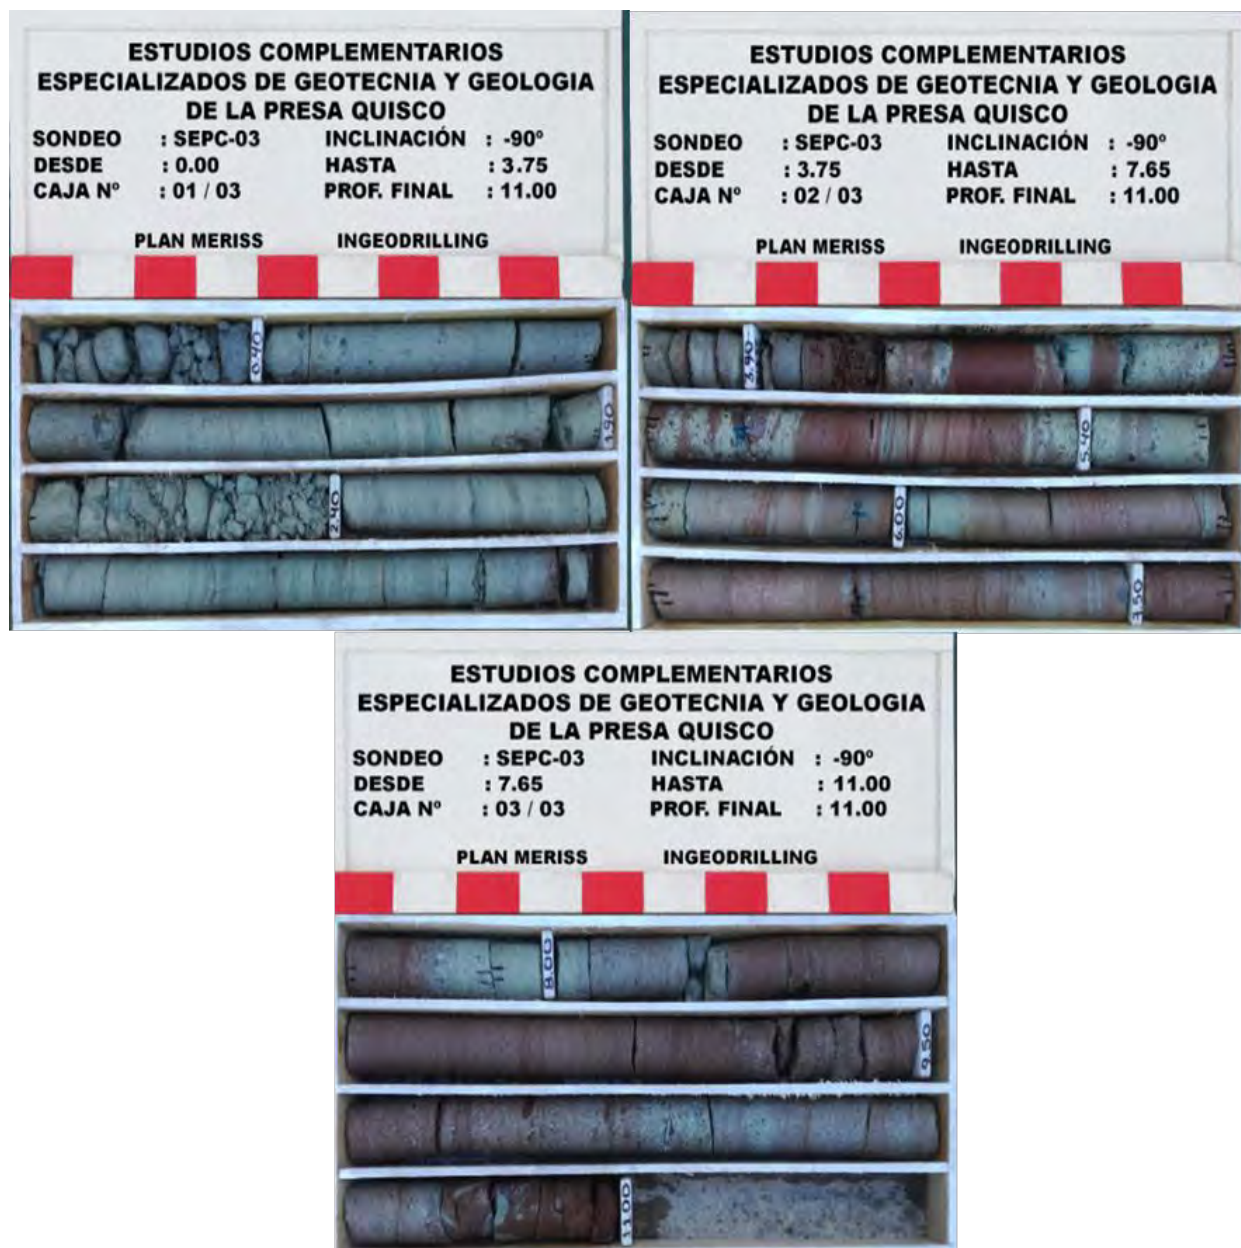 ESTUDIOS COMPLEMENTARIOS
ESPECIALIZADOS DE GEOTECNIA Y GEOLOGIA
DE LA PRESA QUISCO
SONDEO : SEPC-03 INCLINACIÓN : -90º
DESDE : 0.00 HASTA : 3.75
CAJA Nº : 01 / 03 PROF. FINAL : 11.00
PLAN MERISS INGEODRILLING
0.40
1.90
2.40
ESTUDIOS COMPLEMENTARIOS
ESPECIALIZADOS DE GEOTECNIA Y GEOLOGIA
DE LA PRESA QUISCO
SONDEO : SEPC-03 INCLINACIÓN : -90º
DESDE : 3.75 HASTA : 7.65
CAJA Nº : 02 / 03 PROF. FINAL : 11.00
PLAN MERISS INGEODRILLING
3.90
5.40
6.00
ESTUDIOS COMPLEMENTARIOS
ESPECIALIZADOS DE GEOTECNIA Y GEOLOGIA
DE LA PRESA QUISCO
SONDEO : SEPC-03 INCLINACIÓN : -90º
DESDE : 7.65 HASTA : 11.00
CAJA Nº : 03 / 03 PROF. FINAL : 11.00
PLAN MERISS INGEODRILLING
8.00
9.50
11.00